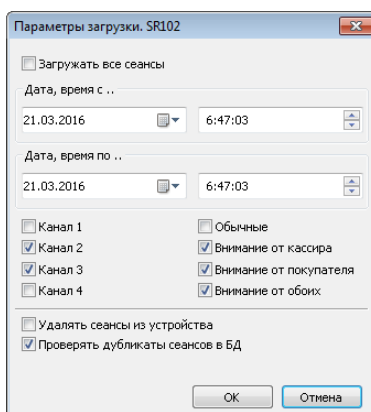 Параметры загрузки. SR102
Загружать все сеансы
Дата, время с ..
21.03.2016 6:47:03
Дата, время по ..
21.03.2016 6:47:03
Канал 1 Обычные
Канал 2 Внимание от кассира
Канал 3 Внимание от покупателя
Канал 4 Внимание от обоих
Удалять сеансы из устройства
Проверять дубликаты сеансов в БД
OK Отмена